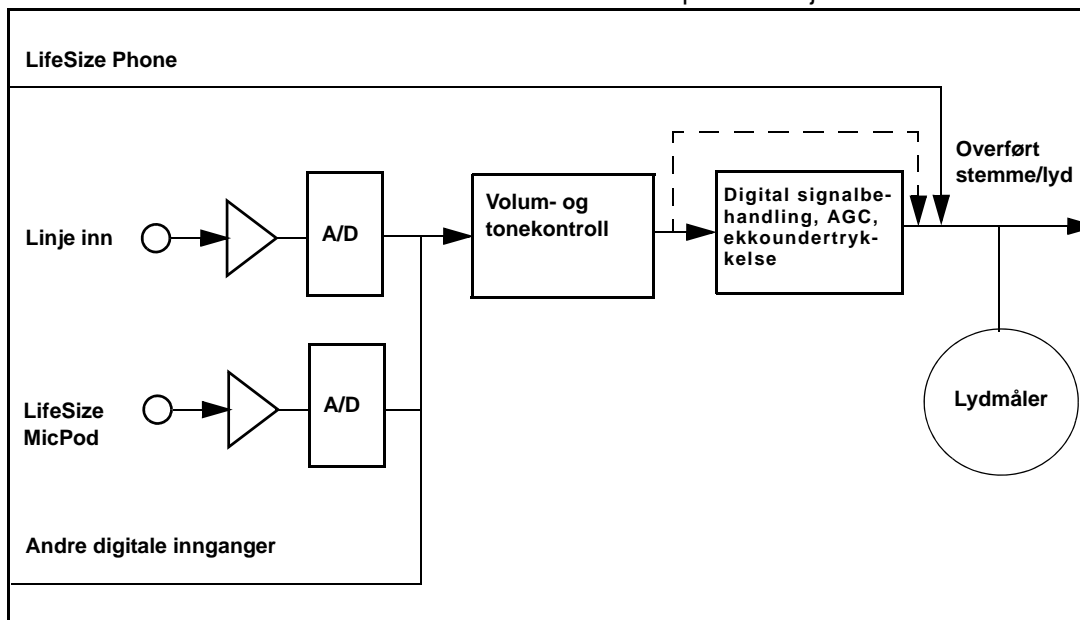 LifeSize Phone
Overført
stemme/lyd
Linje inn
A/D
Volum- og
tonekontroll
Digital signalbe-
handling, AGC,
ekkoundertryk-
kelse
LifeSize
MicPod
A/D
Lydmåler
Andre digitale innganger